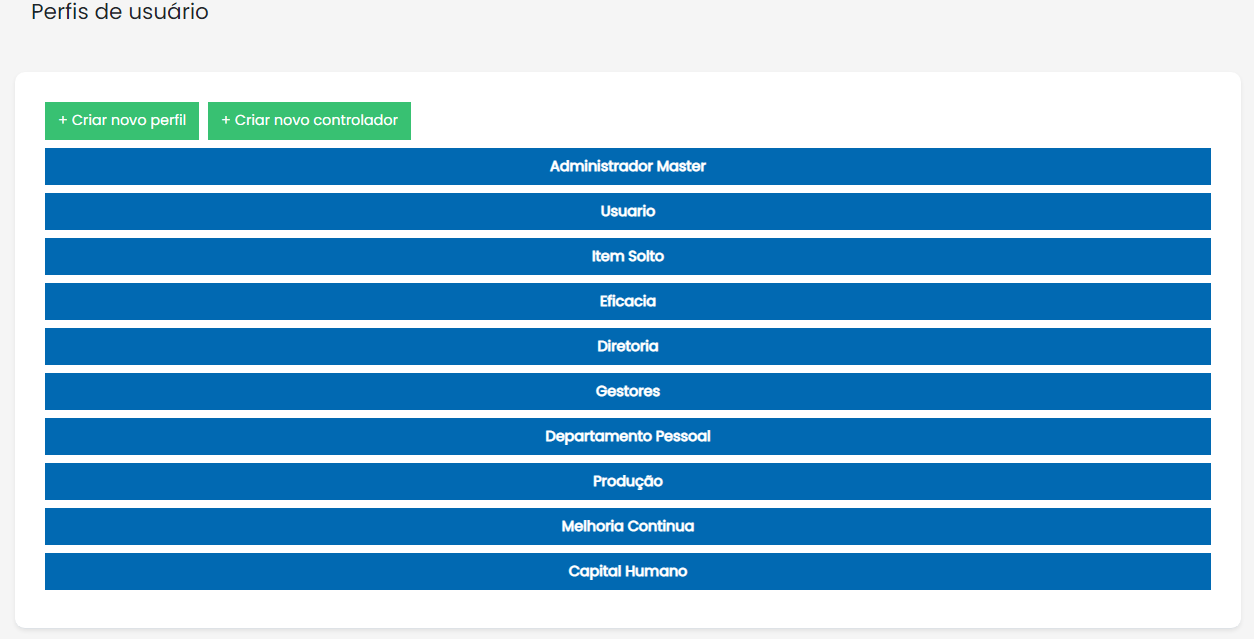 Perfis de usuário
+ Criar novo perfil + Criar novo controlador
Administrador Master
Usuario
Item Solto
Eficacia
Diretoria
Gestores
Departamento Pessoal
Produção
Melhoria Continua
Capital Humano